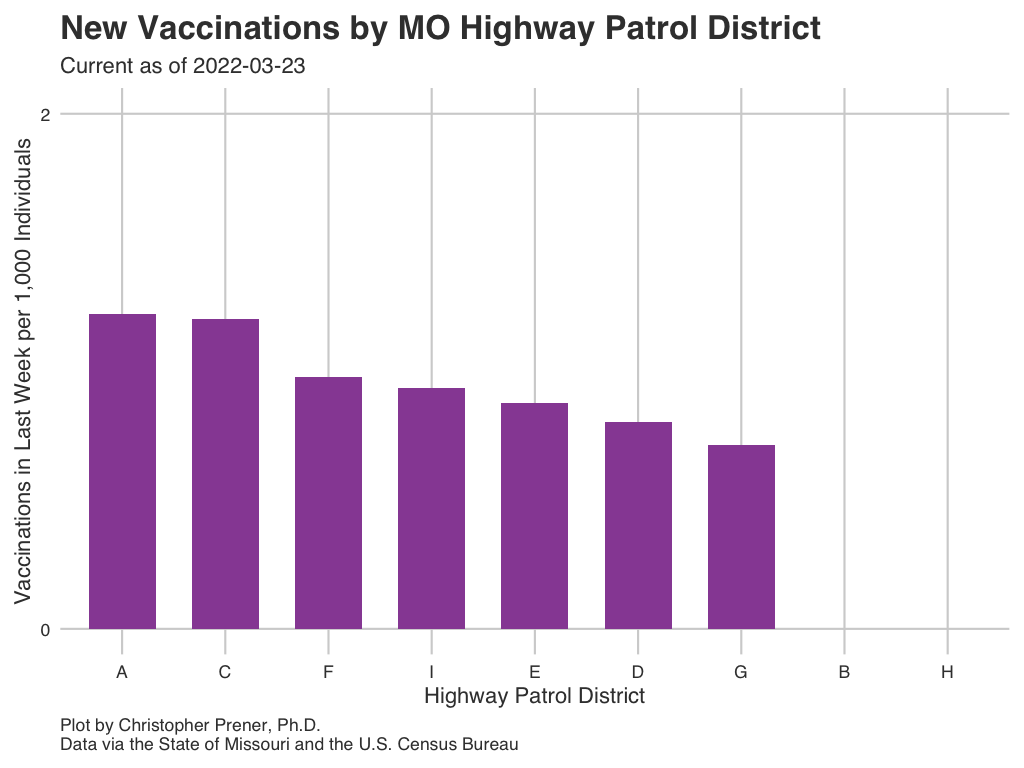 New Vaccinations by MO Highway Patrol District
Current as of 2022-03-23
Vaccinations in Last Week per 1,000 Individuals
2
0
A C F I E D G B H
Highway Patrol District
Plot by Christopher Prener, Ph.D.
Data via the State of Missouri and the U.S. Census Bureau